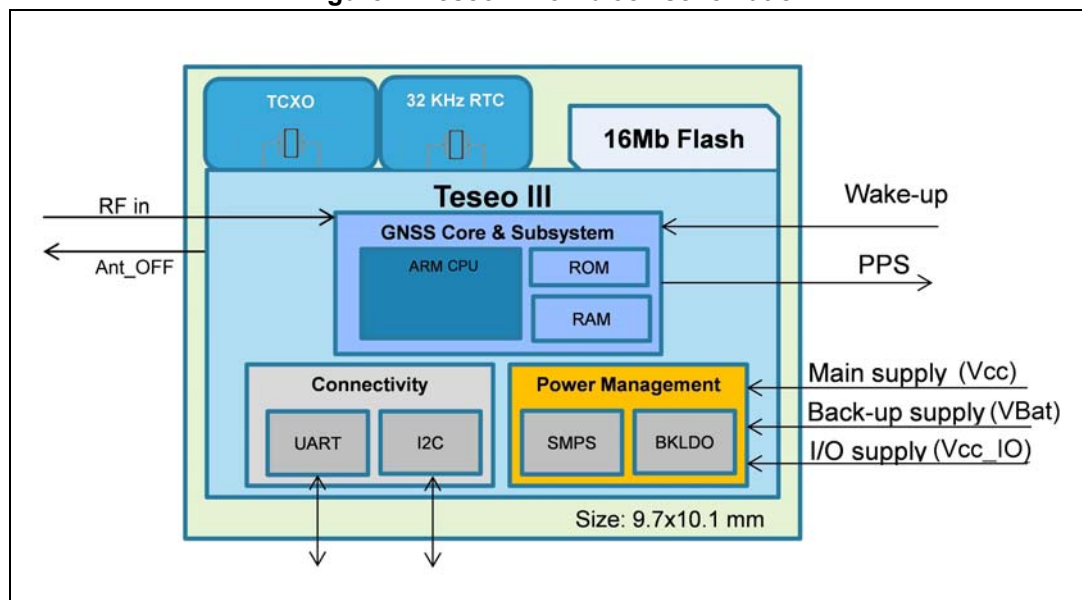 TCXO
32 KHz RTC
16Mb Flash
Teseo III
RF in
Wake-up
GNSS Core & Subsystem
ARM CPU
ROM
Ant_OFF
PPS
RAM
Connectivity
Power Management
Main supply (Vcc)
Back-up supply (VBat)
UART
I2C
SMPS
BKLDO
I/O supply (Vcc_IO)
Size: 9.7x10.1 mm